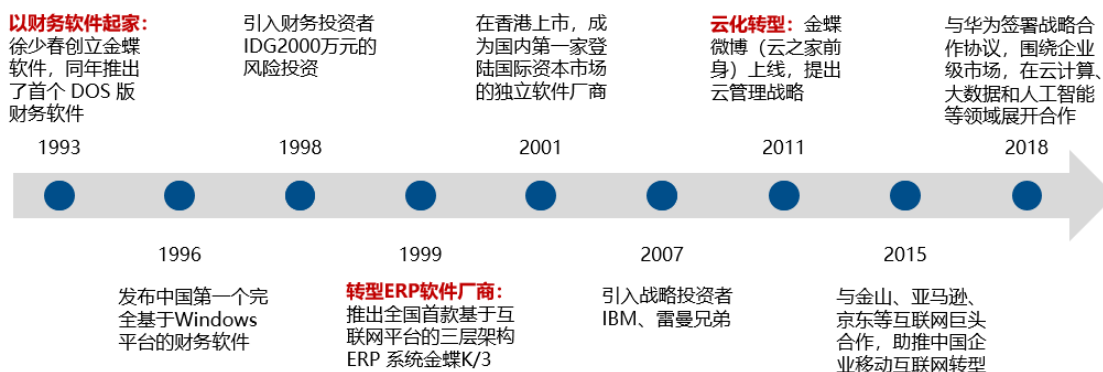 以财务软件起家：
徐少春创立金蝶
软件，同年推出
了首个 DOS 版
财务软件
1993
引入财务投资者
IDG2000万元的
风险投资
1998
在香港上市，成
为国内第一家登
陆国际资本市场
的独立软件厂商
2001
云化转型：金蝶
微博（云之家前
身）上线，提出
云管理战略
2011
与华为签署战略合
作协议，围绕企业
级市场，在云计算、
大数据和人工智能
等领域展开合作
2018
1996
发布中国第一个完
全基于Windows
平台的财务软件
1999
转型ERP软件厂商：
推出全国首款基于互
联网平台的三层架构
ERP 系统金蝶K/3
2007
引入战略投资者
IBM、雷曼兄弟
2015
与金山、亚马逊、
京东等互联网巨头
合作，助推中国企
业移动互联网转型